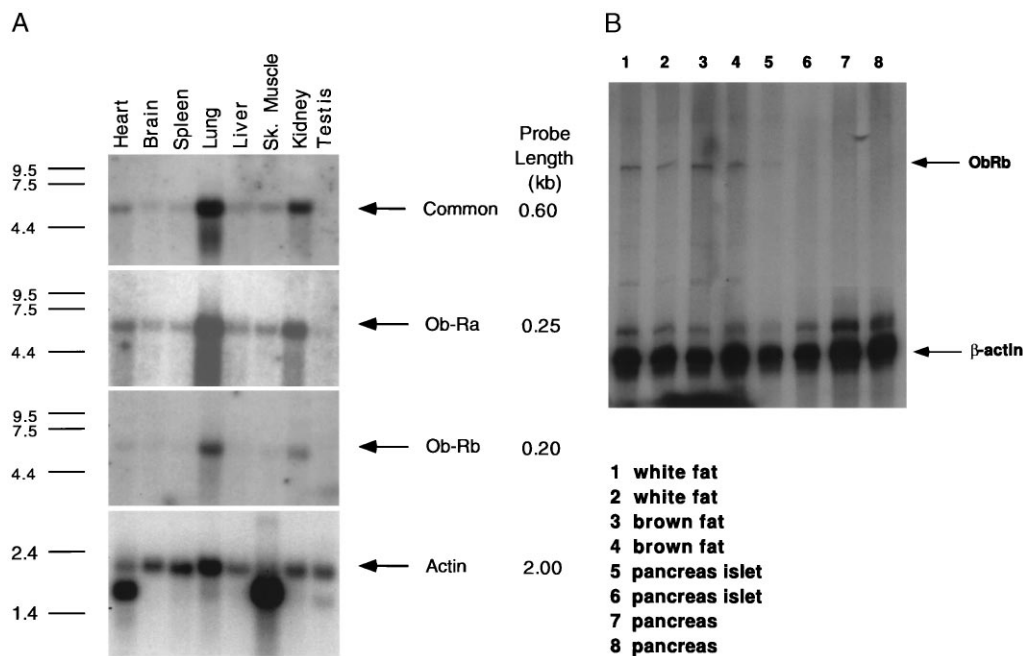 A
Heart
Brain
Spleen
Lung
Liver
Sk. Muscle
Kidney
Testis
Probe
Length
(kb)
9.5
7.5
4.4
Common 0.60
9.5
7.5
4.4
Ob-Ra 0.25
9.5
7.5
4.4
Ob-Rb 0.20
2.4
1.4
Actin 2.00
B
1 2 3 4 5 6 7 8
ObRb
β-actin
1 white fat
2 white fat
3 brown fat
4 brown fat
5 pancreas islet
6 pancreas islet
7 pancreas
8 pancreas